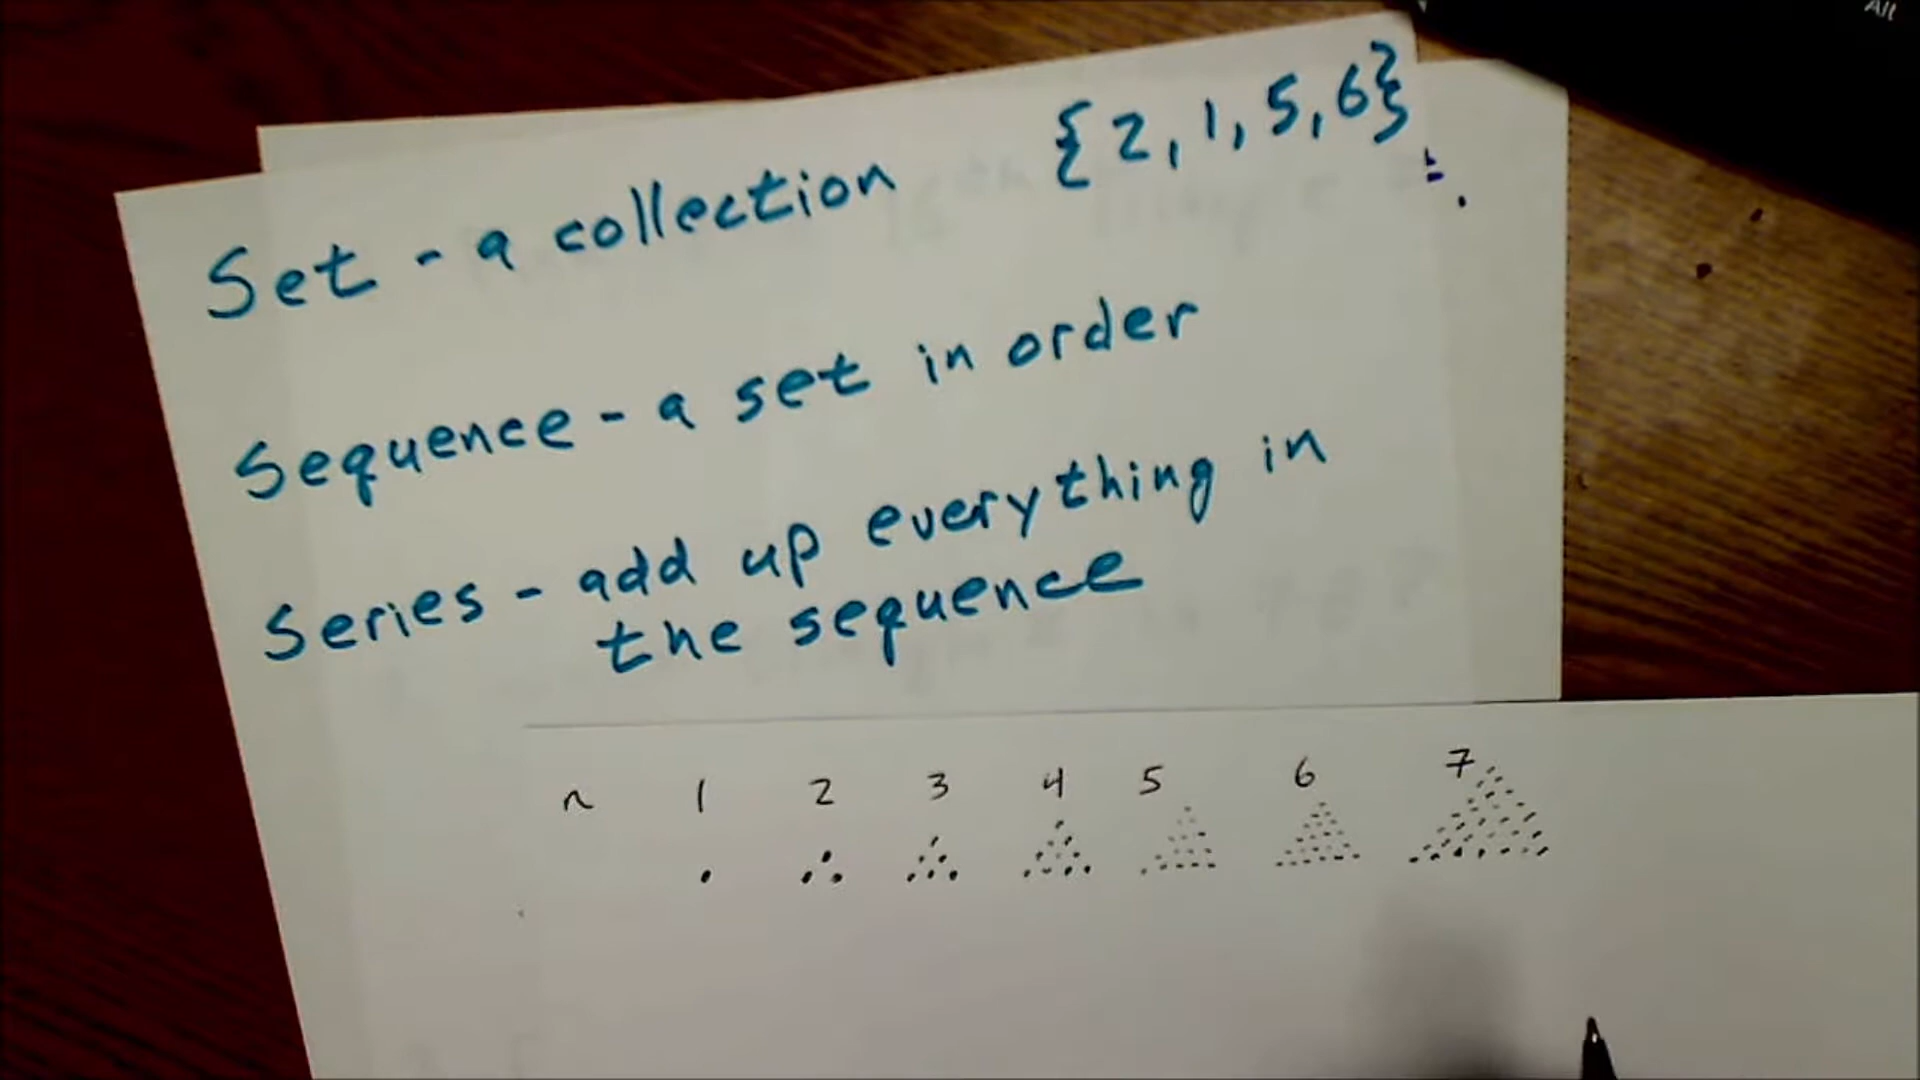 Set - a collection {2, 1, 5, 6}
Sequence - a set in order
Series - add up everything in
the sequence
n 1 2 3 4 5 6 7
Alt